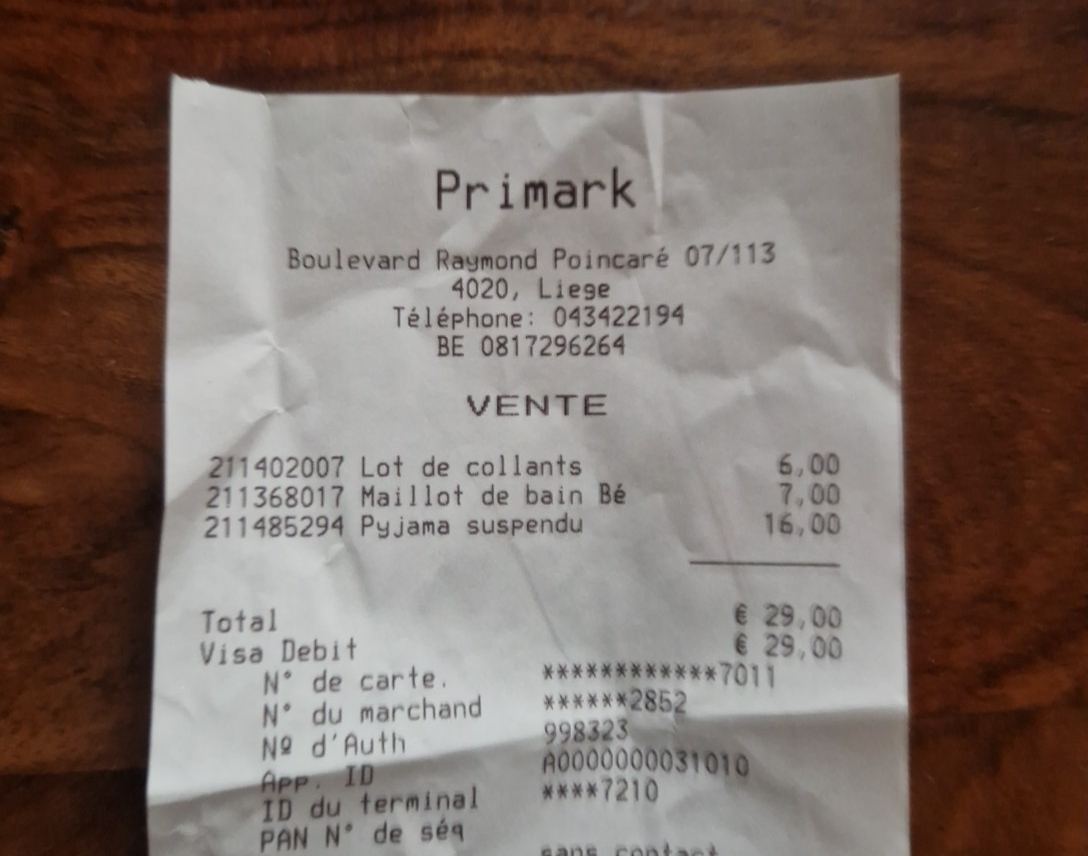 Primark
Boulevard Raymond Poincaré 07/113
4020, Liege
Téléphone: 043422194
BE 0817296264
VENTE
211402007 Lot de collants 6,00
211368017 Maillot de bain Bé 7,00
211485294 Pyjama suspendu 16,00
Total € 29,00
Visa Debit € 29,00
N° de carte. ************7011
N° du marchand ******2852
Nº d'Auth 998323
App. ID A0000000031010
ID du terminal ****7210
PAN N° de séq
sans contact